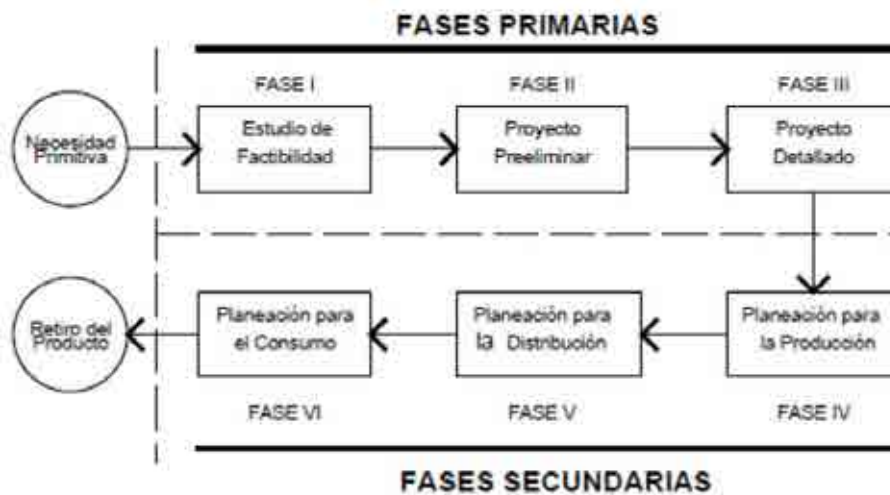 FASES PRIMARIAS
FASE I
FASE II
FASE III
Necesidad
Primitiva
Estudio de
Factibilidad
Proyecto
Preeliminar
Proyecto
Detallado
Retiro del
Producto
Planeación para
el Consumo
Planeación para
la Distribución
Planeación para
la Producción
FASE VI
FASE V
FASE IV
FASES SECUNDARIAS